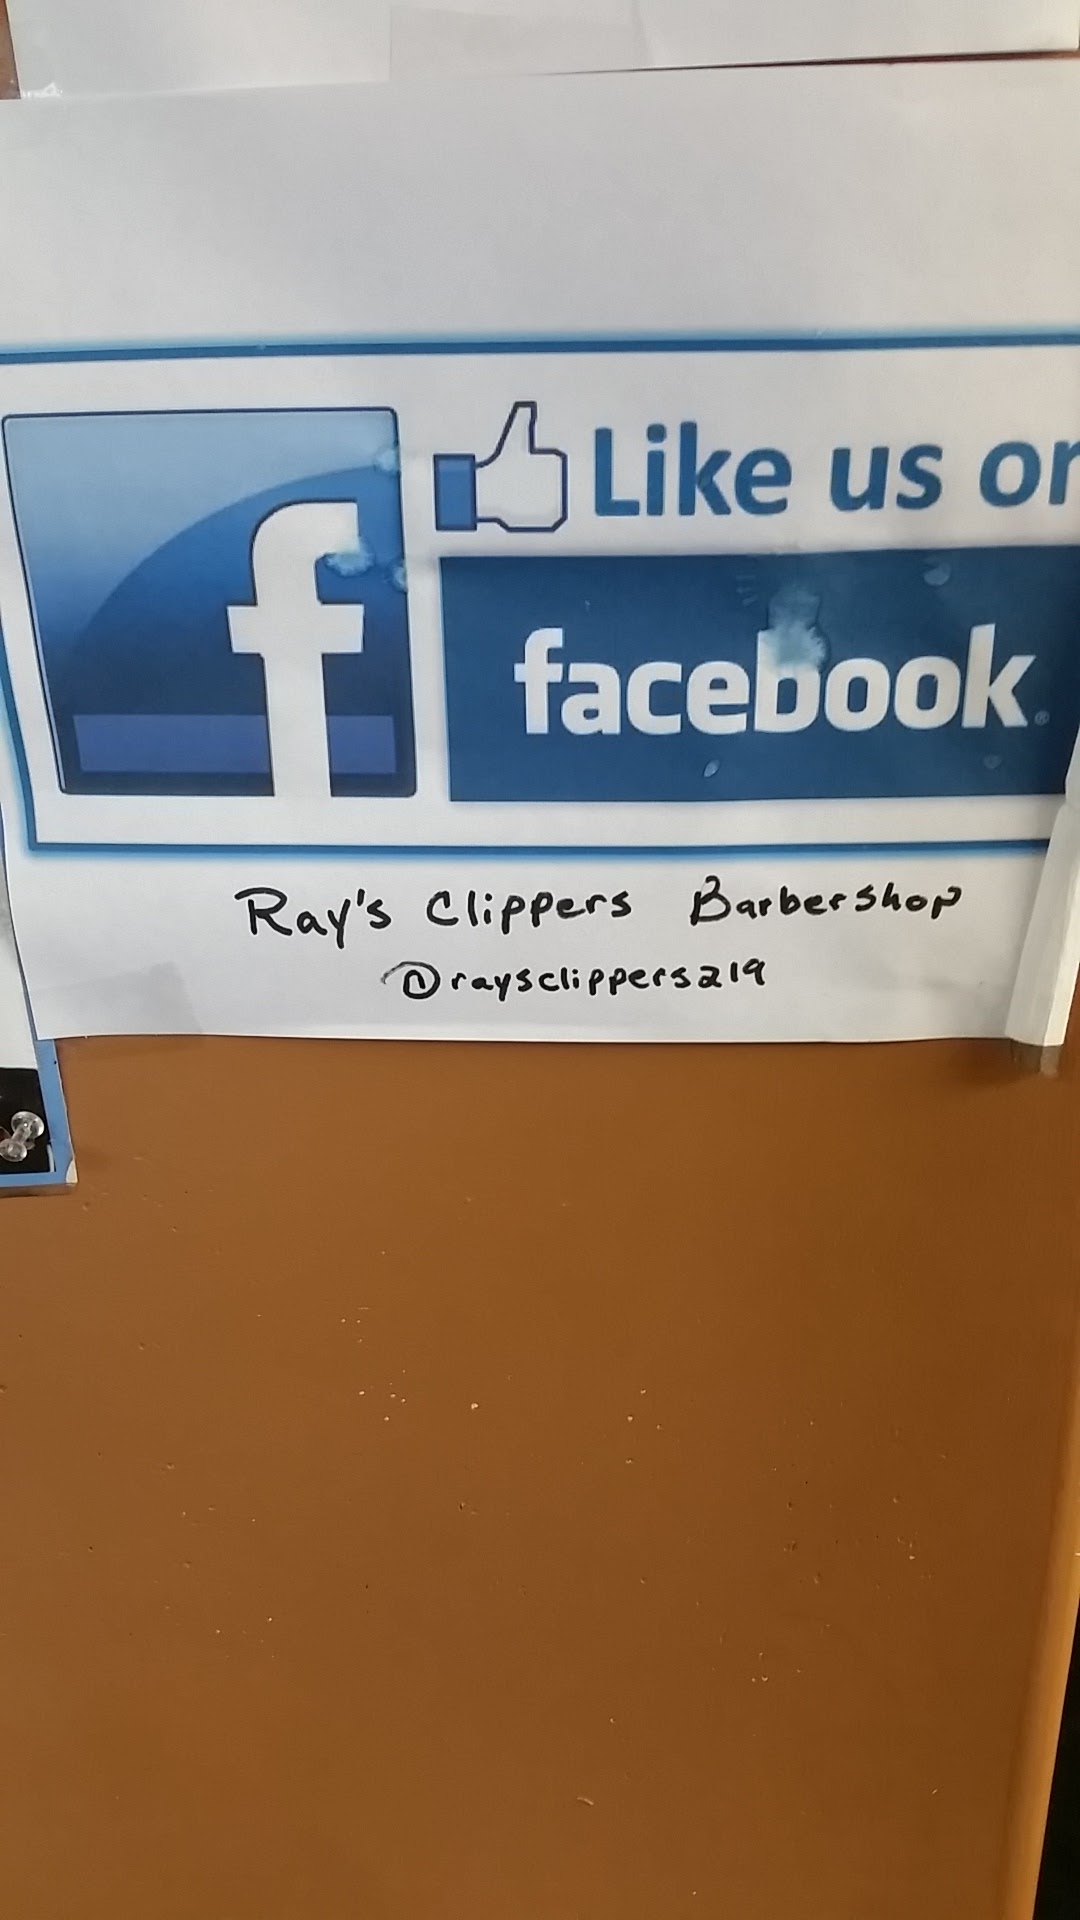 f
Like us on
facebook®
Ray's Clippers Barbershop
@raysclippers219